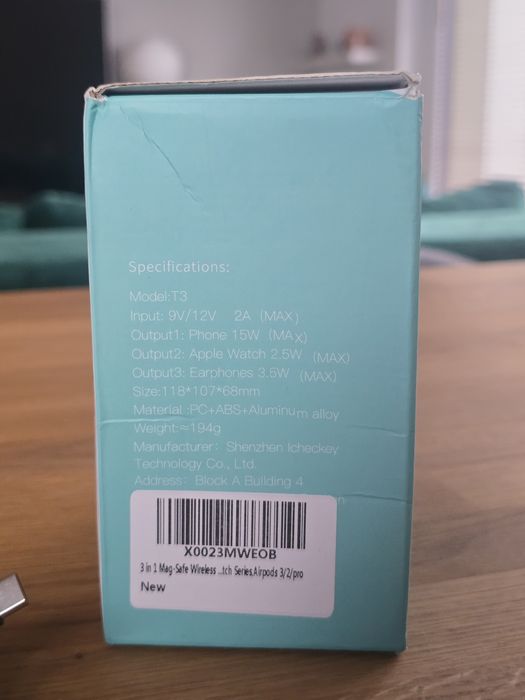 Specifications:
Model:T3
Input: 9V/12V 2A (MAX)
Output1: Phone 15W (MAX)
Output2: Apple Watch 2.5W (MAX)
Output3: Earphones 3.5W (MAX)
Size:118*107*68mm
Material :PC+ABS+Aluminum alloy
Weight:≈194g
Manufacturer: Shenzhen Icheckey
Technology Co., Ltd.
Address: Block A Building 4
X0023MWEOB
3 in 1 Mag-Safe Wireless ...tch Series,Airpods 3/2/pro
New